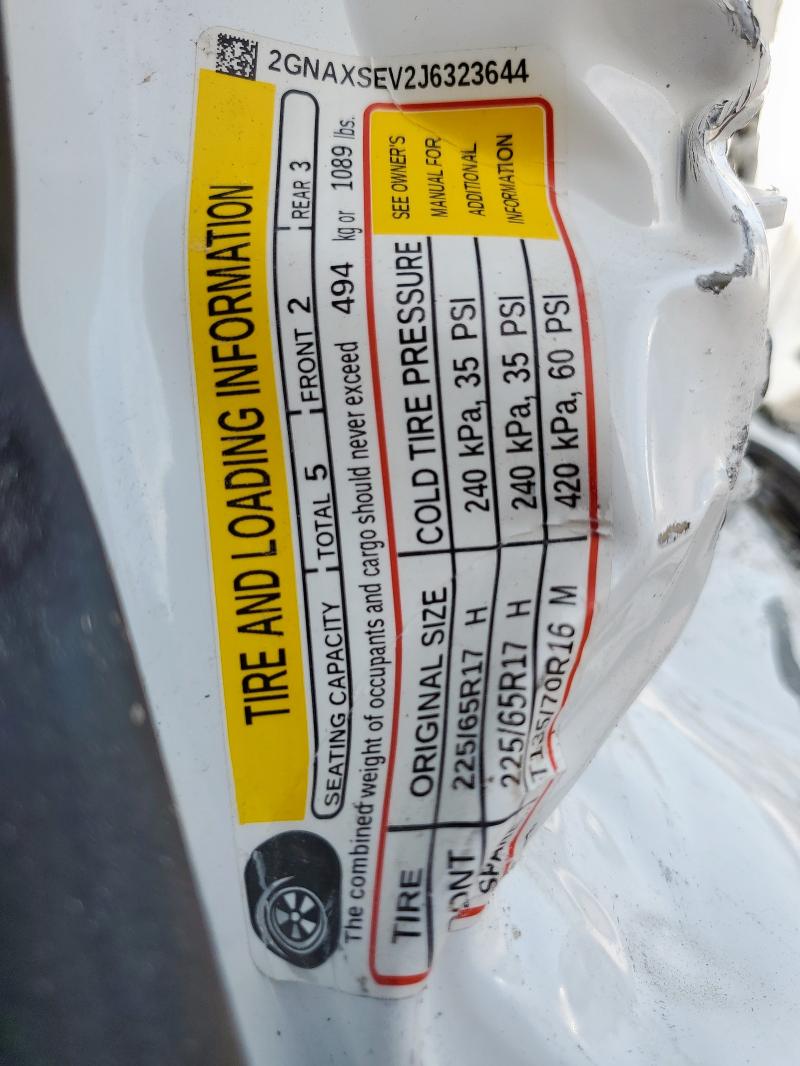 2GNAXSEV2J6323644
TIRE AND LOADING INFORMATION
SEATING CAPACITY TOTAL 5 FRONT 2 REAR 3
The combined weight of occupants and cargo should never exceed 494 kg or 1089 lbs.
TIRE ORIGINAL SIZE COLD TIRE PRESSURE
225/65R17 H 240 kPa, 35 PSI
225/65R17 H 240 kPa, 35 PSI
T135/70R16 M 420 kPa, 60 PSI
SEE OWNER'S
MANUAL FOR
ADDITIONAL
INFORMATION